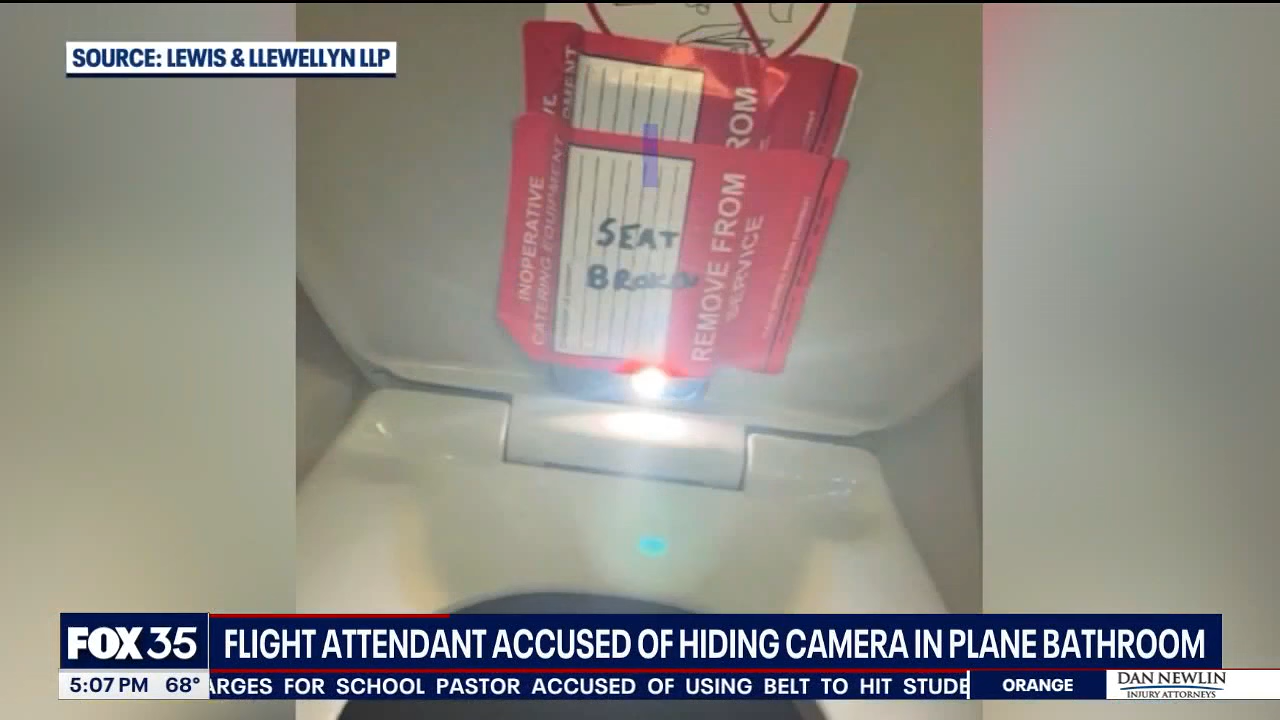 SOURCE: LEWIS & LLEWELLYN LLP
ROM
INOPERATIVE
CATERING EQUIPMENT
SEAT
BROKEN
REMOVE FROM
SERVICE
FOX 35
FLIGHT ATTENDANT ACCUSED OF HIDING CAMERA IN PLANE BATHROOM
5:07 PM 68°
ARGES FOR SCHOOL PASTOR ACCUSED OF USING BELT TO HIT STUDE
ORANGE
DAN NEWLIN
INJURY ATTORNEYS